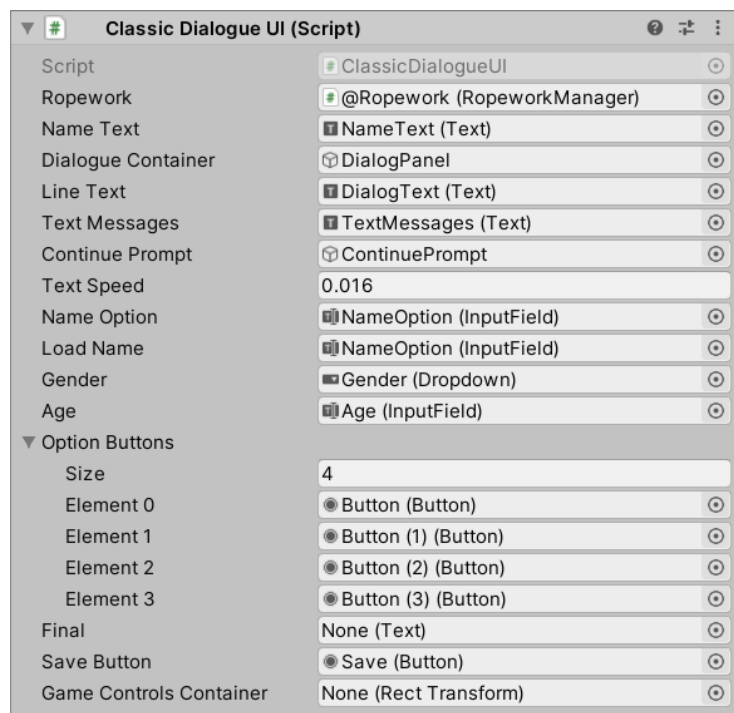 Classic Dialogue UI (Script)
Script # ClassicDialogueUI
Ropework # @Ropework (RopeworkManager)
Name Text NameText (Text)
Dialogue Container DialogPanel
Line Text DialogText (Text)
Text Messages TextMessages (Text)
Continue Prompt ContinuePrompt
Text Speed 0.016
Name Option NameOption (InputField)
Load Name NameOption (InputField)
Gender Gender (Dropdown)
Age Age (InputField)
Option Buttons
Size 4
Element 0 Button (Button)
Element 1 Button (1) (Button)
Element 2 Button (2) (Button)
Element 3 Button (3) (Button)
Final None (Text)
Save Button Save (Button)
Game Controls Container None (Rect Transform)